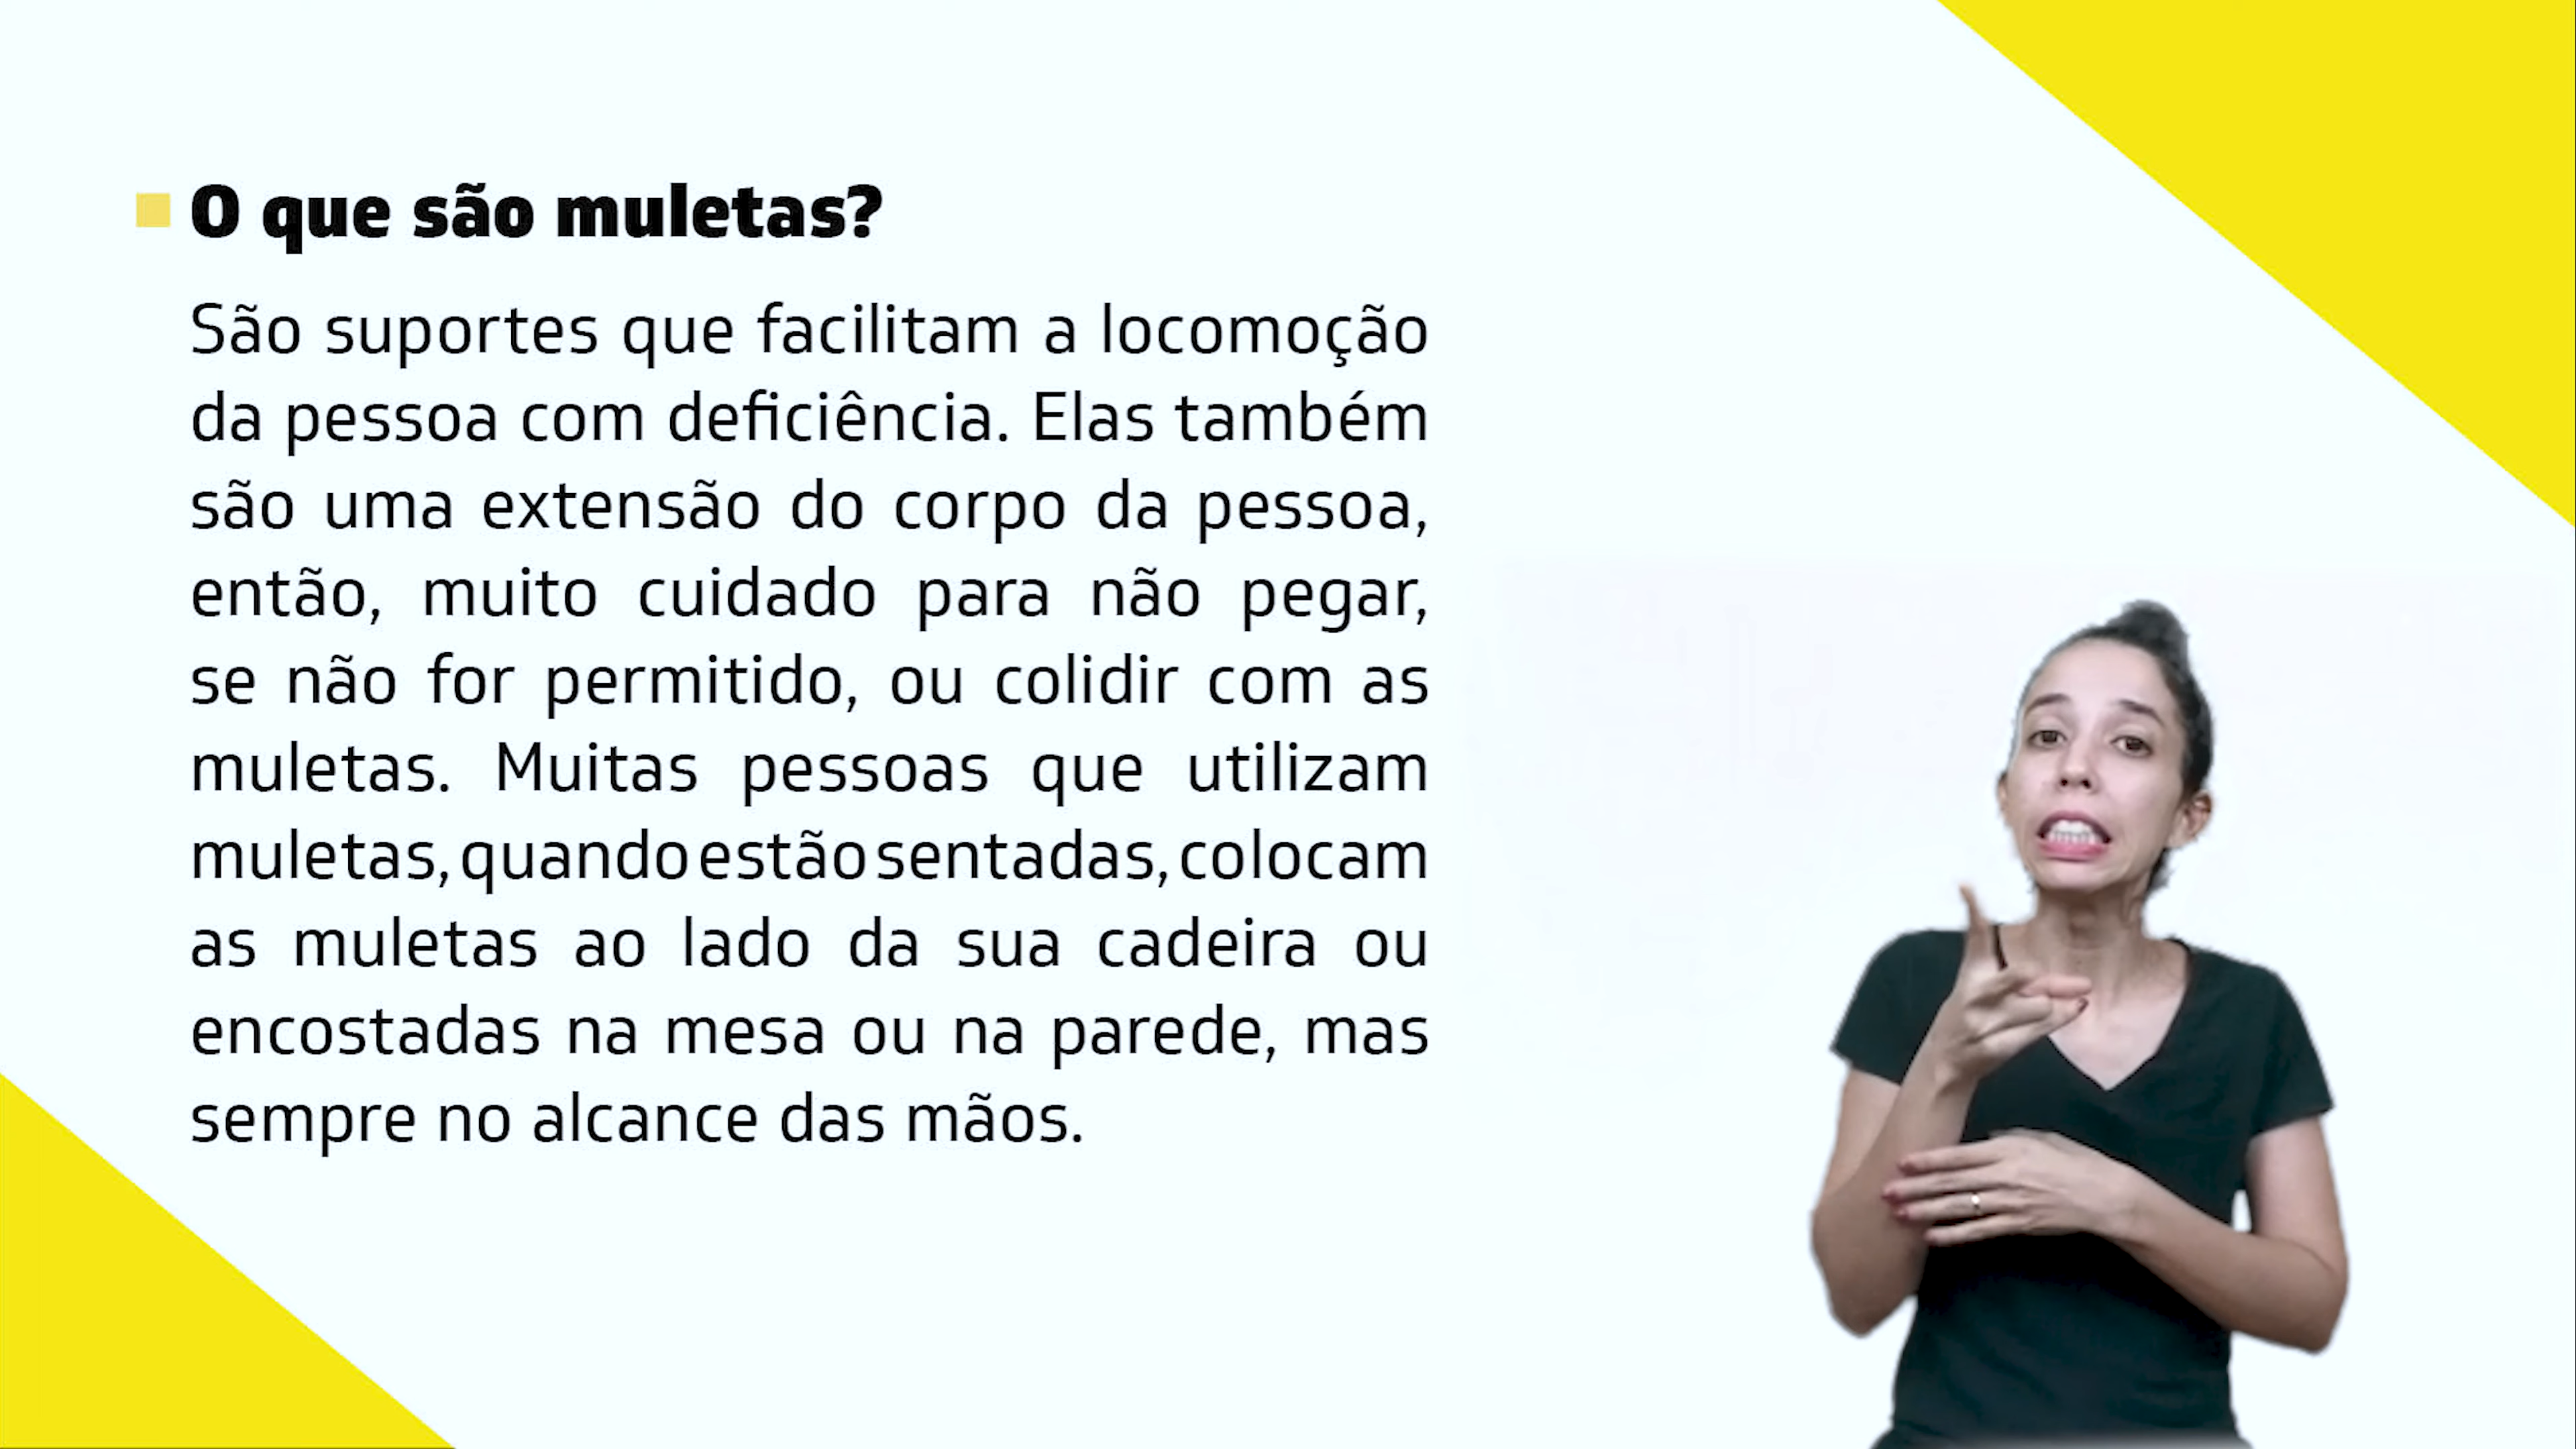 O que são muletas?
São suportes que facilitam a locomoção
da pessoa com deficiência. Elas também
são uma extensão do corpo da pessoa,
então, muito cuidado para não pegar,
se não for permitido, ou colidir com as
muletas. Muitas pessoas que utilizam
muletas, quando estão sentadas, colocam
as muletas ao lado da sua cadeira ou
encostadas na mesa ou na parede, mas
sempre no alcance das mãos.